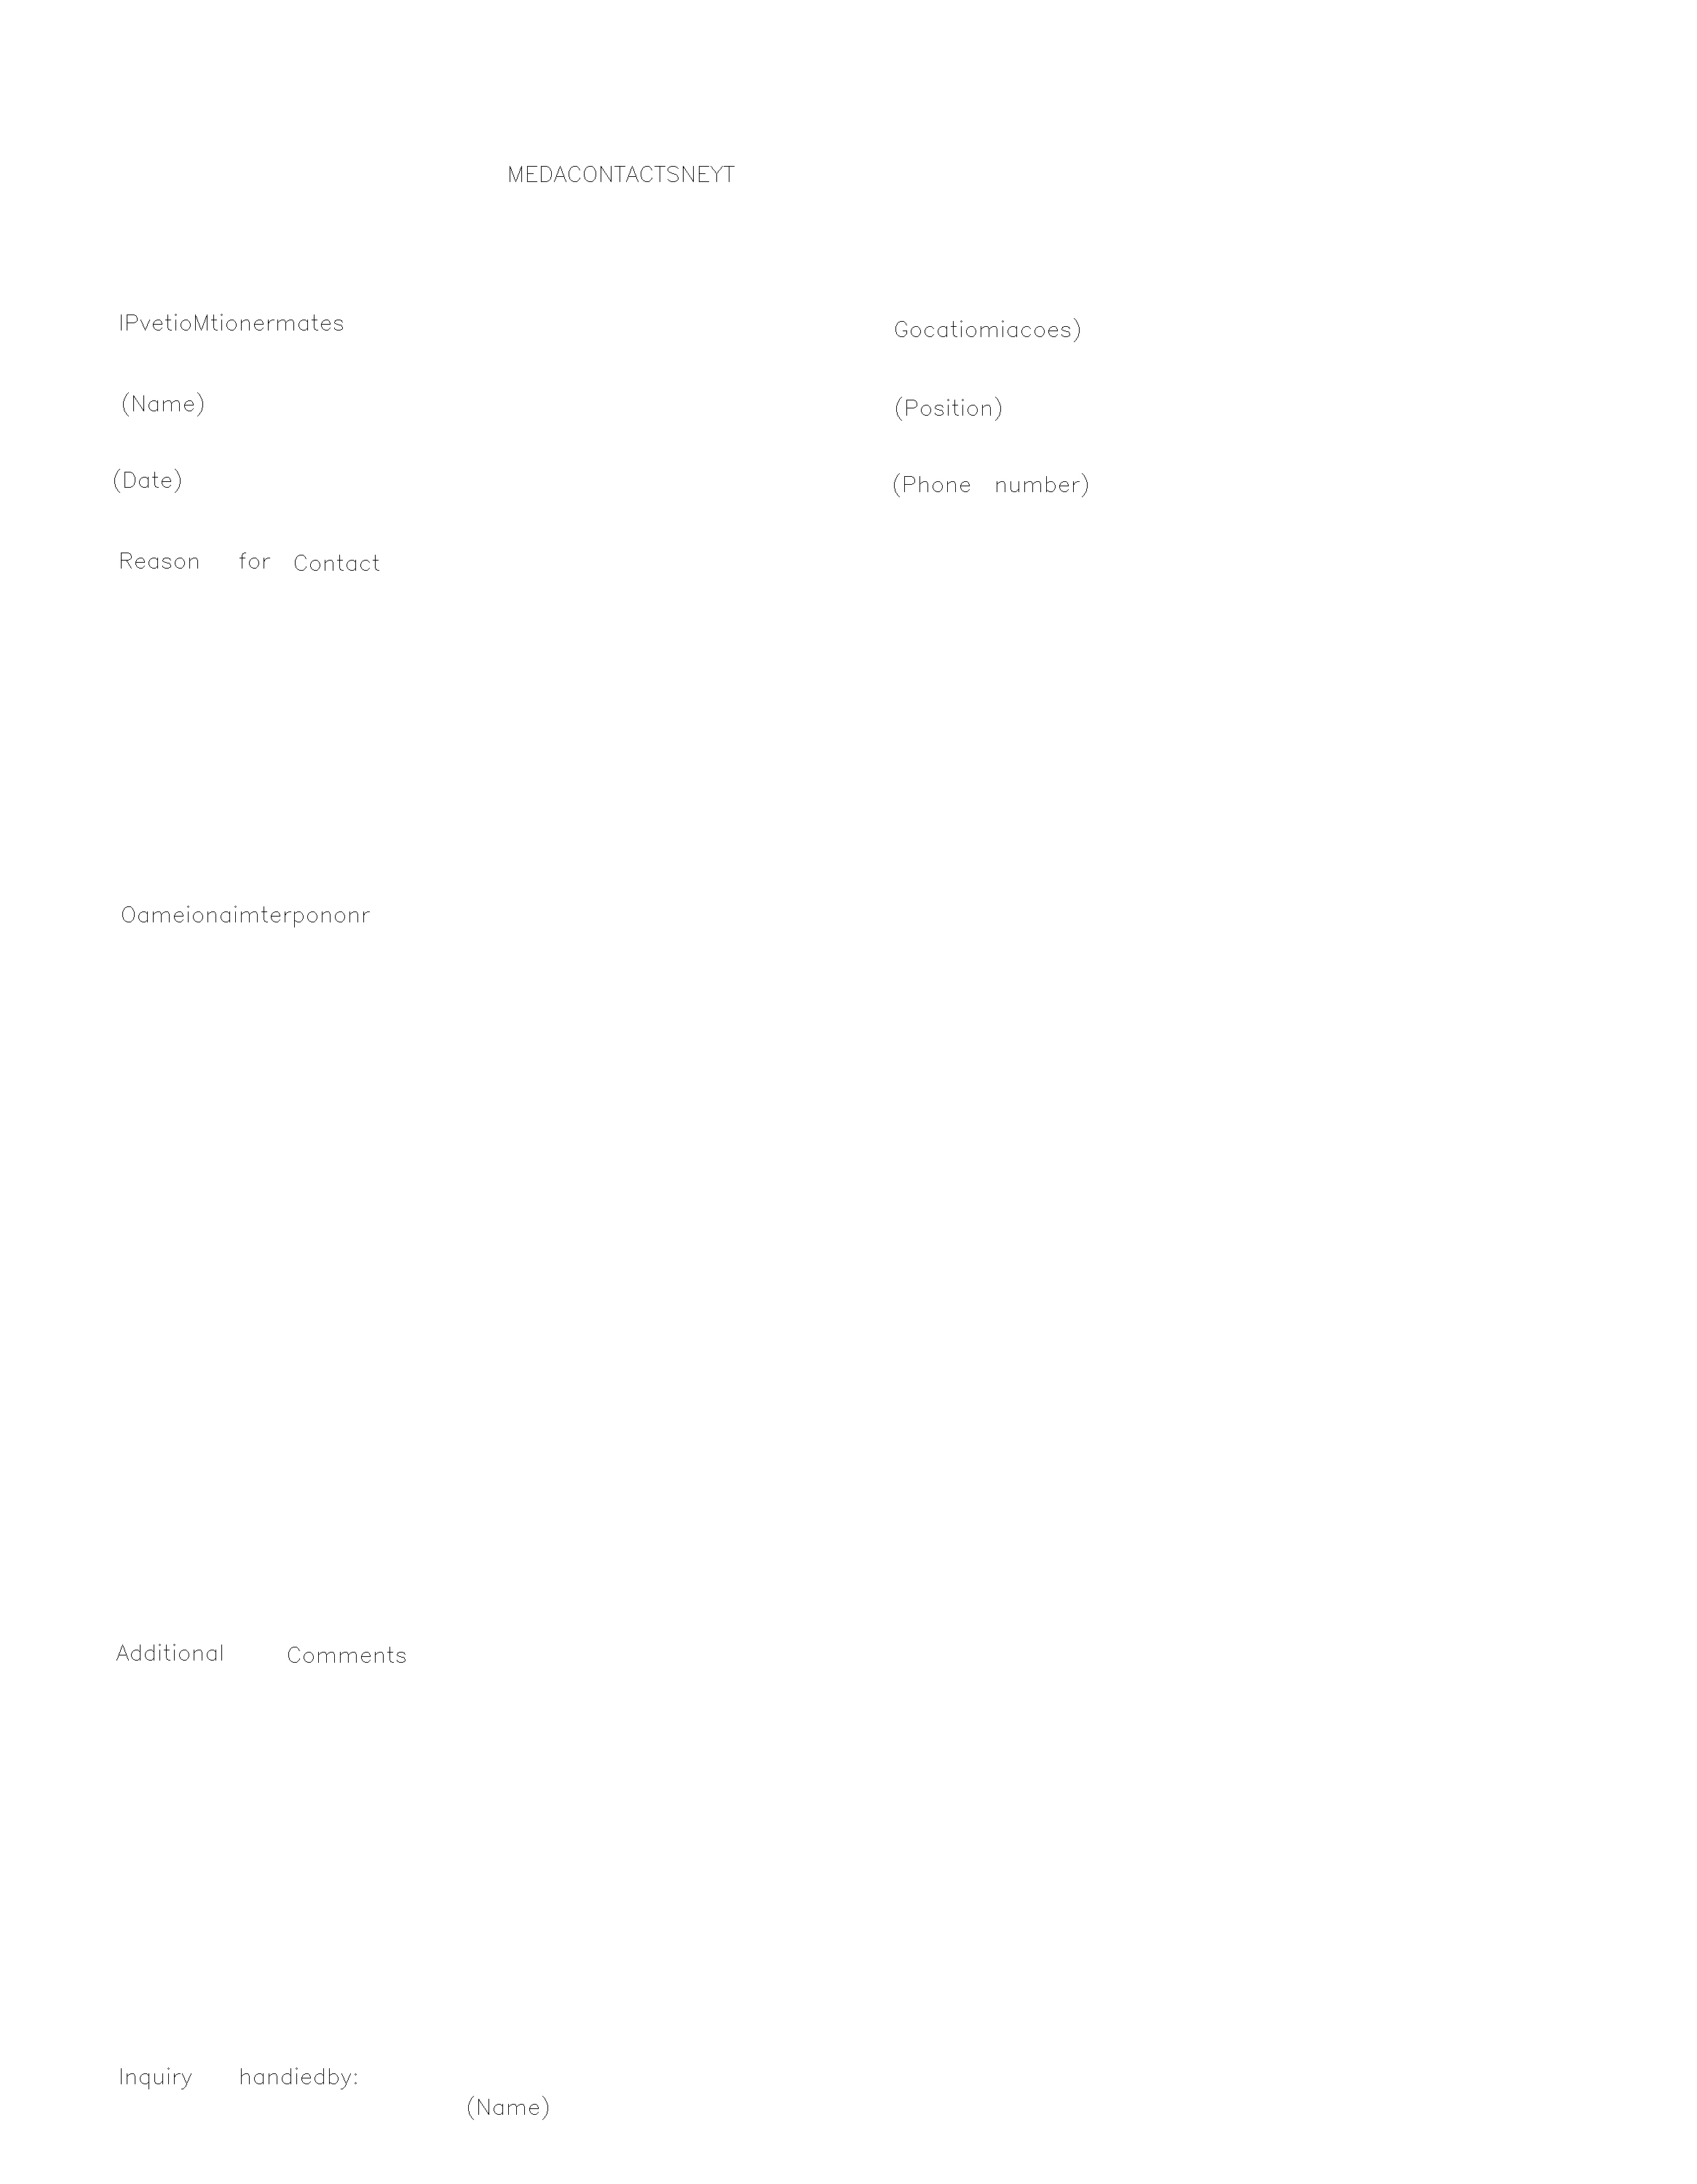 MEDACONTACTSNEYT
IPvetioMtionermates Gocatiomiacoes)
(Name) (Position)
(Date) (Phone number)
Reason for Contact
Oameionaimterpononr
Additional Comments
Inquiry handiedby:
(Name)